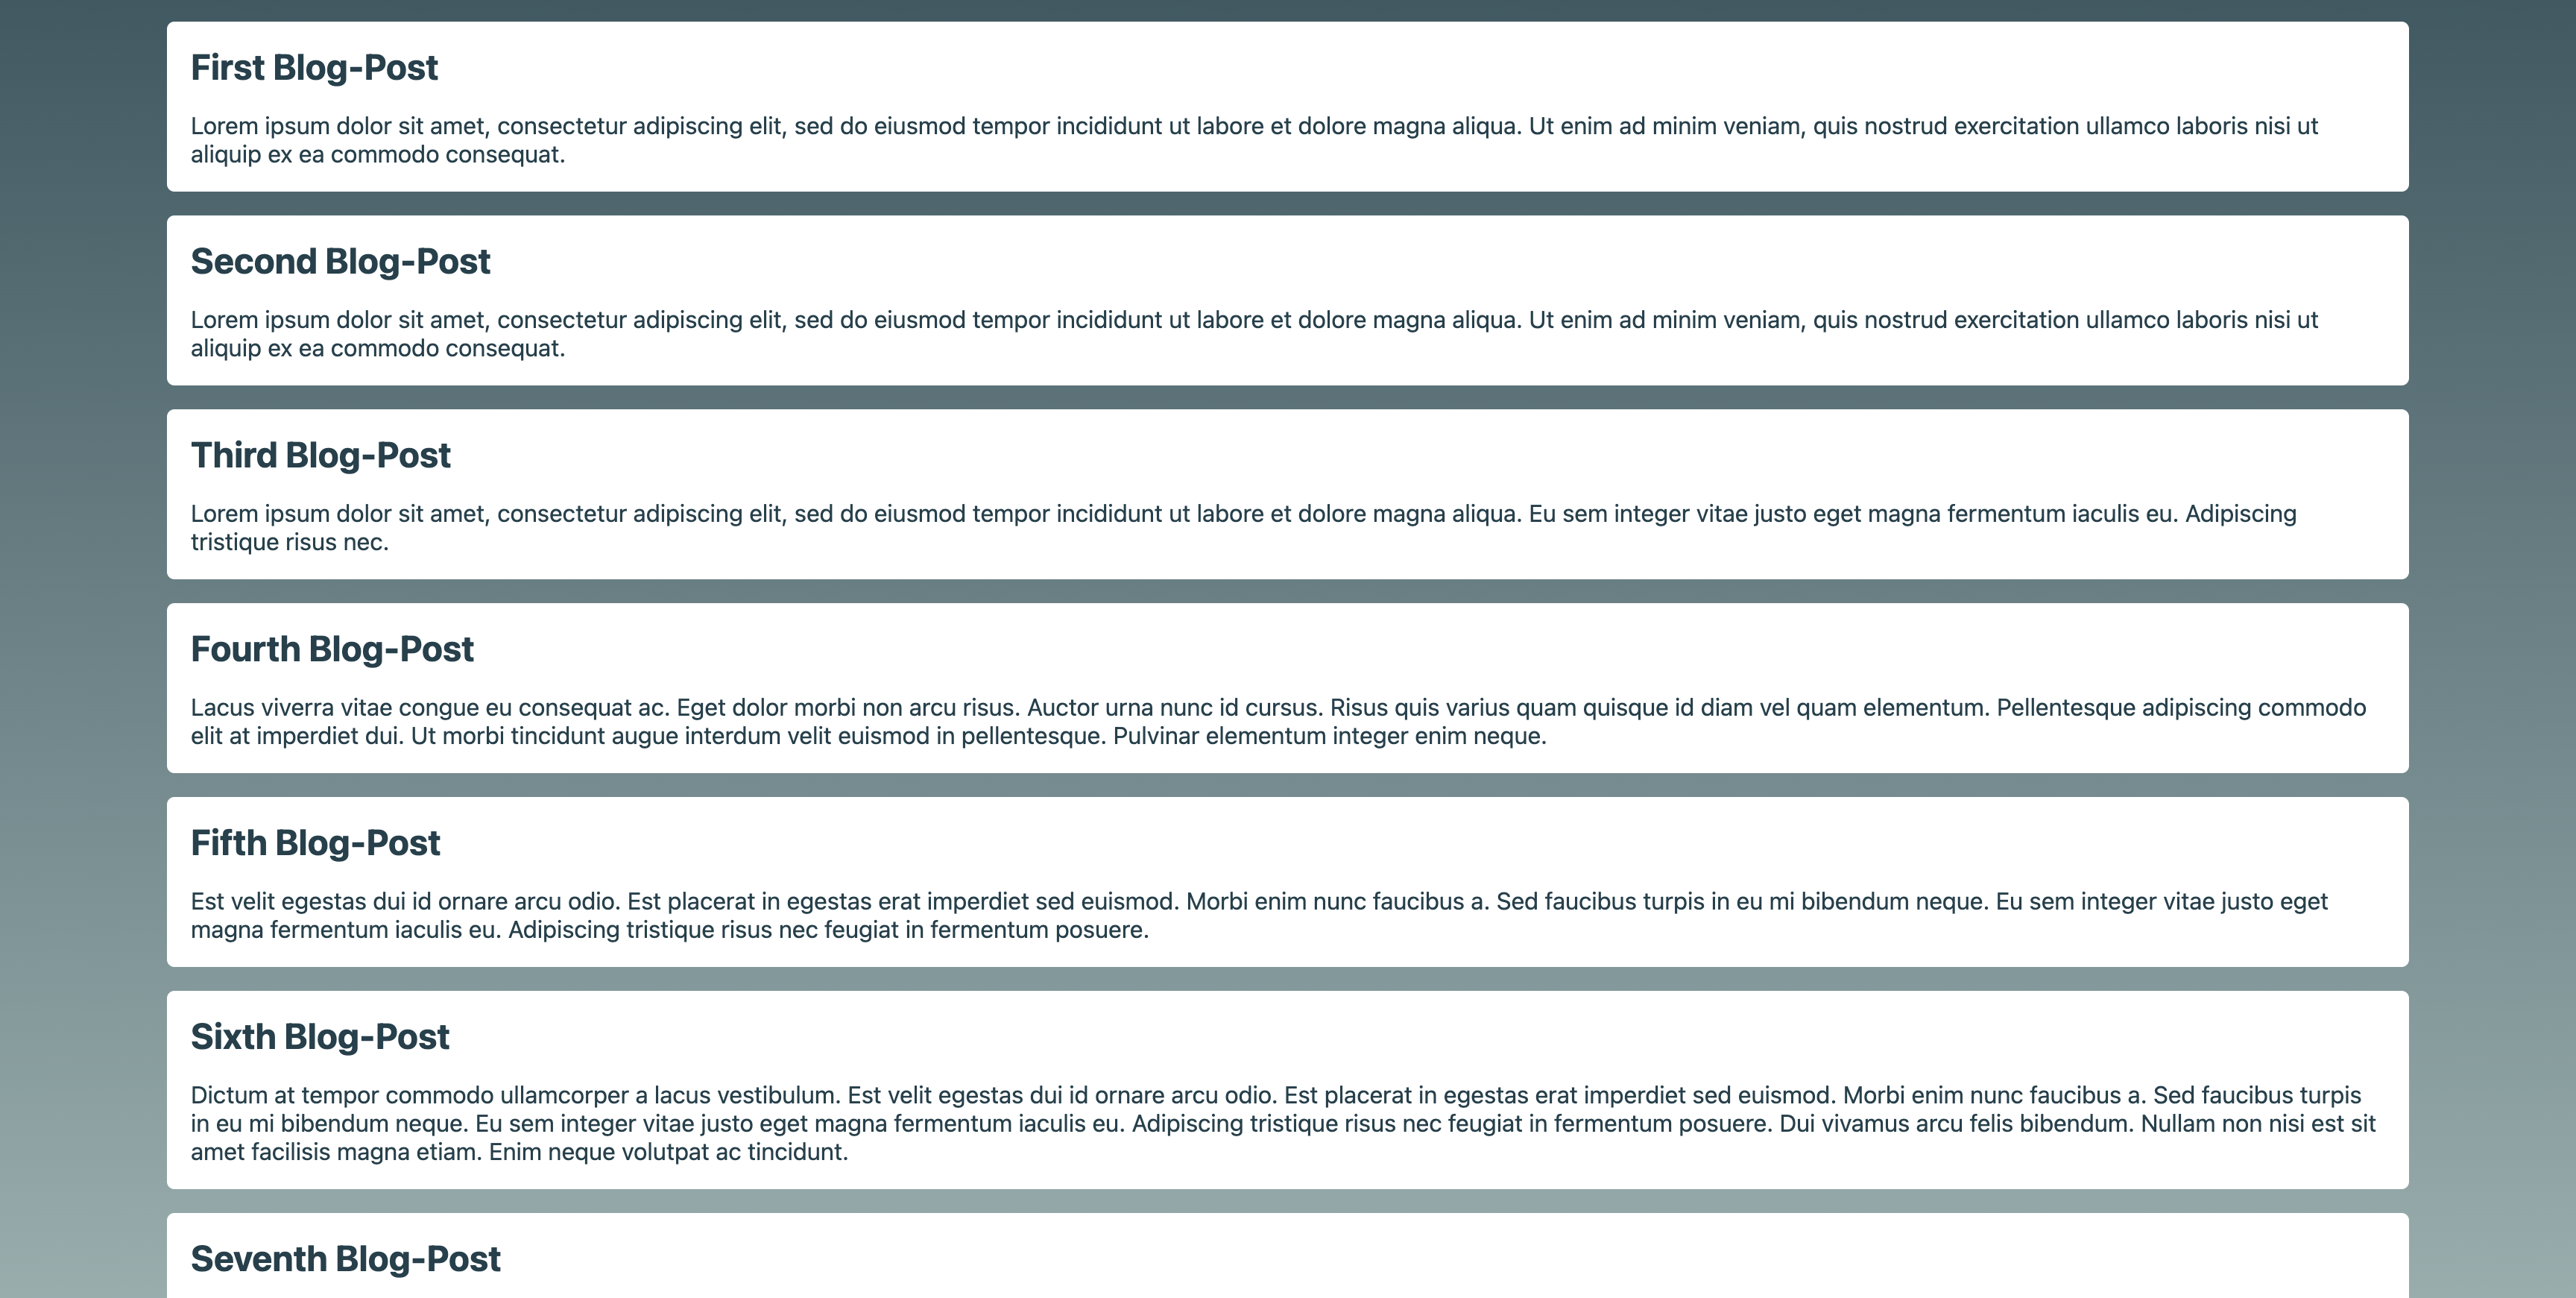 First Blog-Post
Lorem ipsum dolor sit amet, consectetur adipiscing elit, sed do eiusmod tempor incididunt ut labore et dolore magna aliqua. Ut enim ad minim veniam, quis nostrud exercitation ullamco laboris nisi ut
aliquip ex ea commodo consequat.
Second Blog-Post
Lorem ipsum dolor sit amet, consectetur adipiscing elit, sed do eiusmod tempor incididunt ut labore et dolore magna aliqua. Ut enim ad minim veniam, quis nostrud exercitation ullamco laboris nisi ut
aliquip ex ea commodo consequat.
Third Blog-Post
Lorem ipsum dolor sit amet, consectetur adipiscing elit, sed do eiusmod tempor incididunt ut labore et dolore magna aliqua. Eu sem integer vitae justo eget magna fermentum iaculis eu. Adipiscing
tristique risus nec.
Fourth Blog-Post
Lacus viverra vitae congue eu consequat ac. Eget dolor morbi non arcu risus. Auctor urna nunc id cursus. Risus quis varius quam quisque id diam vel quam elementum. Pellentesque adipiscing commodo
elit at imperdiet dui. Ut morbi tincidunt augue interdum velit euismod in pellentesque. Pulvinar elementum integer enim neque.
Fifth Blog-Post
Est velit egestas dui id ornare arcu odio. Est placerat in egestas erat imperdiet sed euismod. Morbi enim nunc faucibus a. Sed faucibus turpis in eu mi bibendum neque. Eu sem integer vitae justo eget
magna fermentum iaculis eu. Adipiscing tristique risus nec feugiat in fermentum posuere.
Sixth Blog-Post
Dictum at tempor commodo ullamcorper a lacus vestibulum. Est velit egestas dui id ornare arcu odio. Est placerat in egestas erat imperdiet sed euismod. Morbi enim nunc faucibus a. Sed faucibus turpis
in eu mi bibendum neque. Eu sem integer vitae justo eget magna fermentum iaculis eu. Adipiscing tristique risus nec feugiat in fermentum posuere. Dui vivamus arcu felis bibendum. Nullam non nisi est sit
amet facilisis magna etiam. Enim neque volutpat ac tincidunt.
Seventh Blog-Post